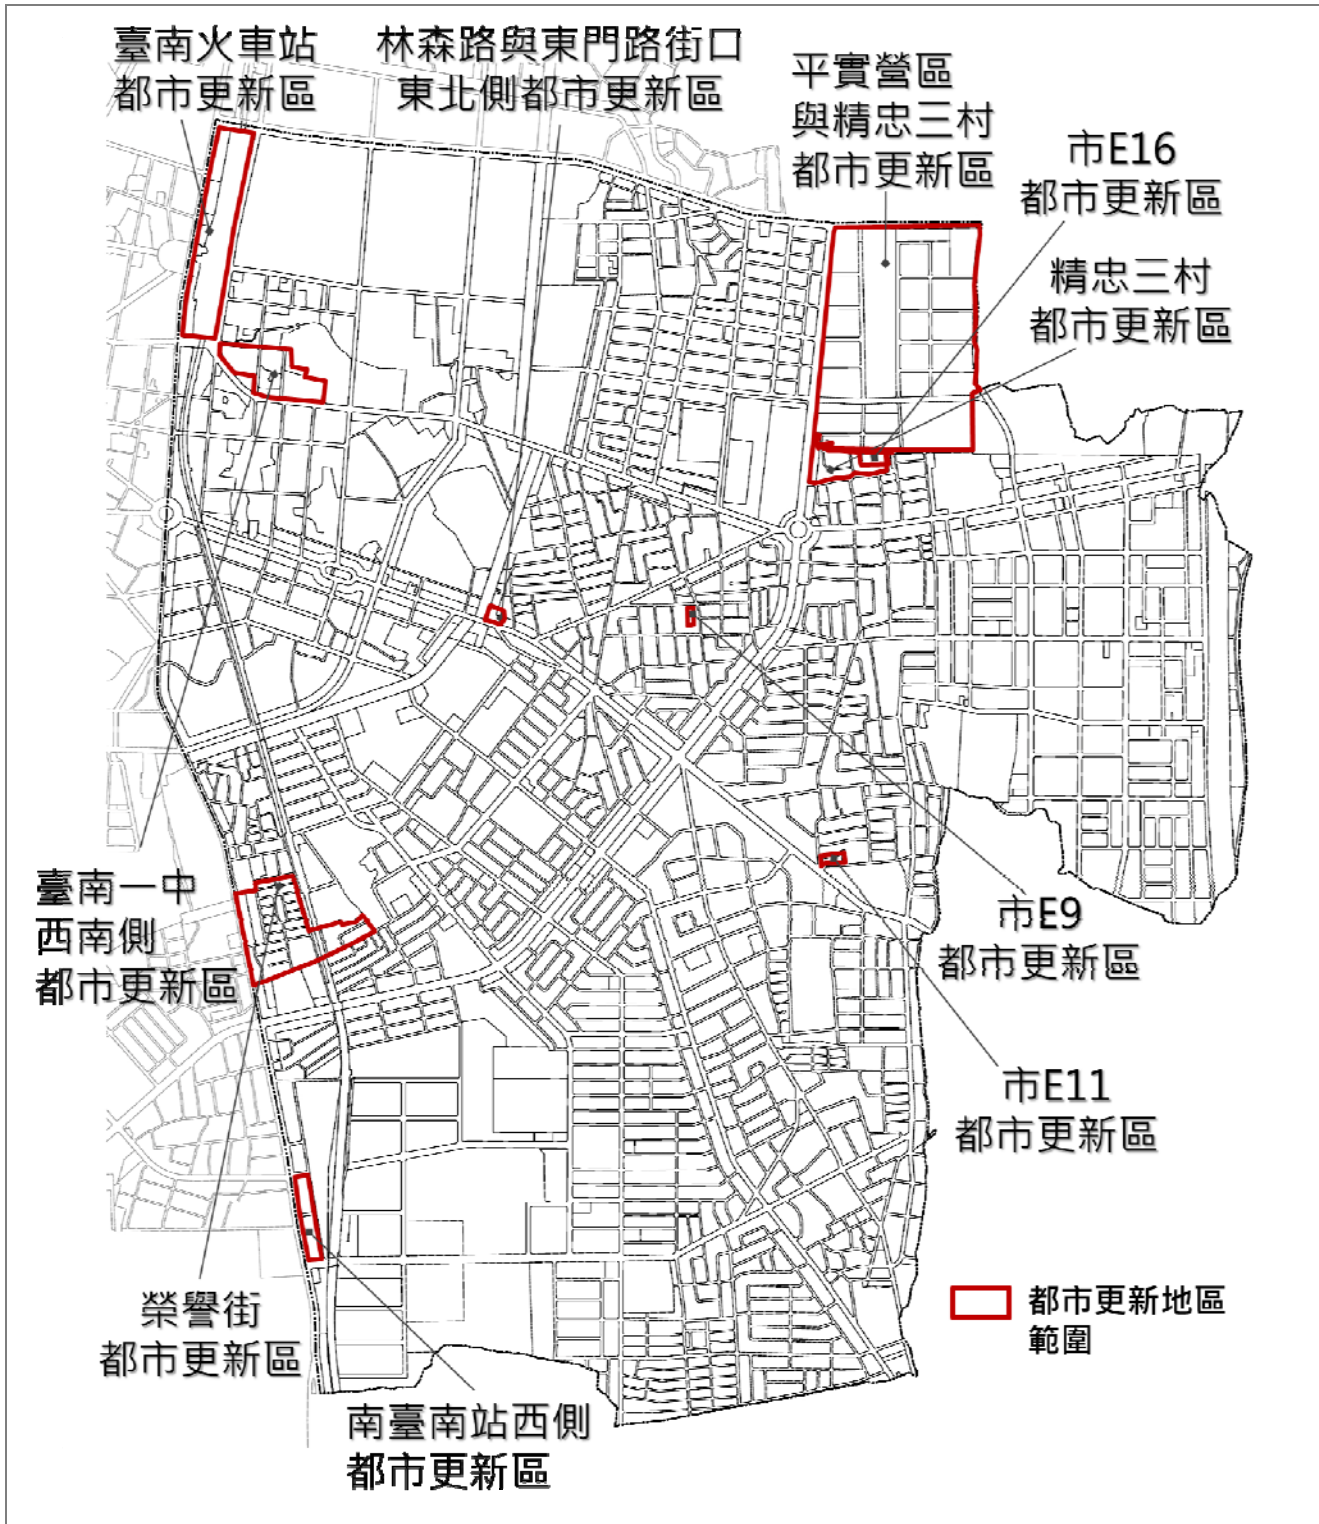 臺南火車站
都市更新區
林森路與東門路街口
東北側都市更新區
平實營區
與精忠三村
都市更新區
市E16
都市更新區
精忠三村
都市更新區
臺南一中
西南側
都市更新區
市E9
都市更新區
市E11
都市更新區
榮譽街
都市更新區
南臺南站西側
都市更新區
都市更新地區
範圍